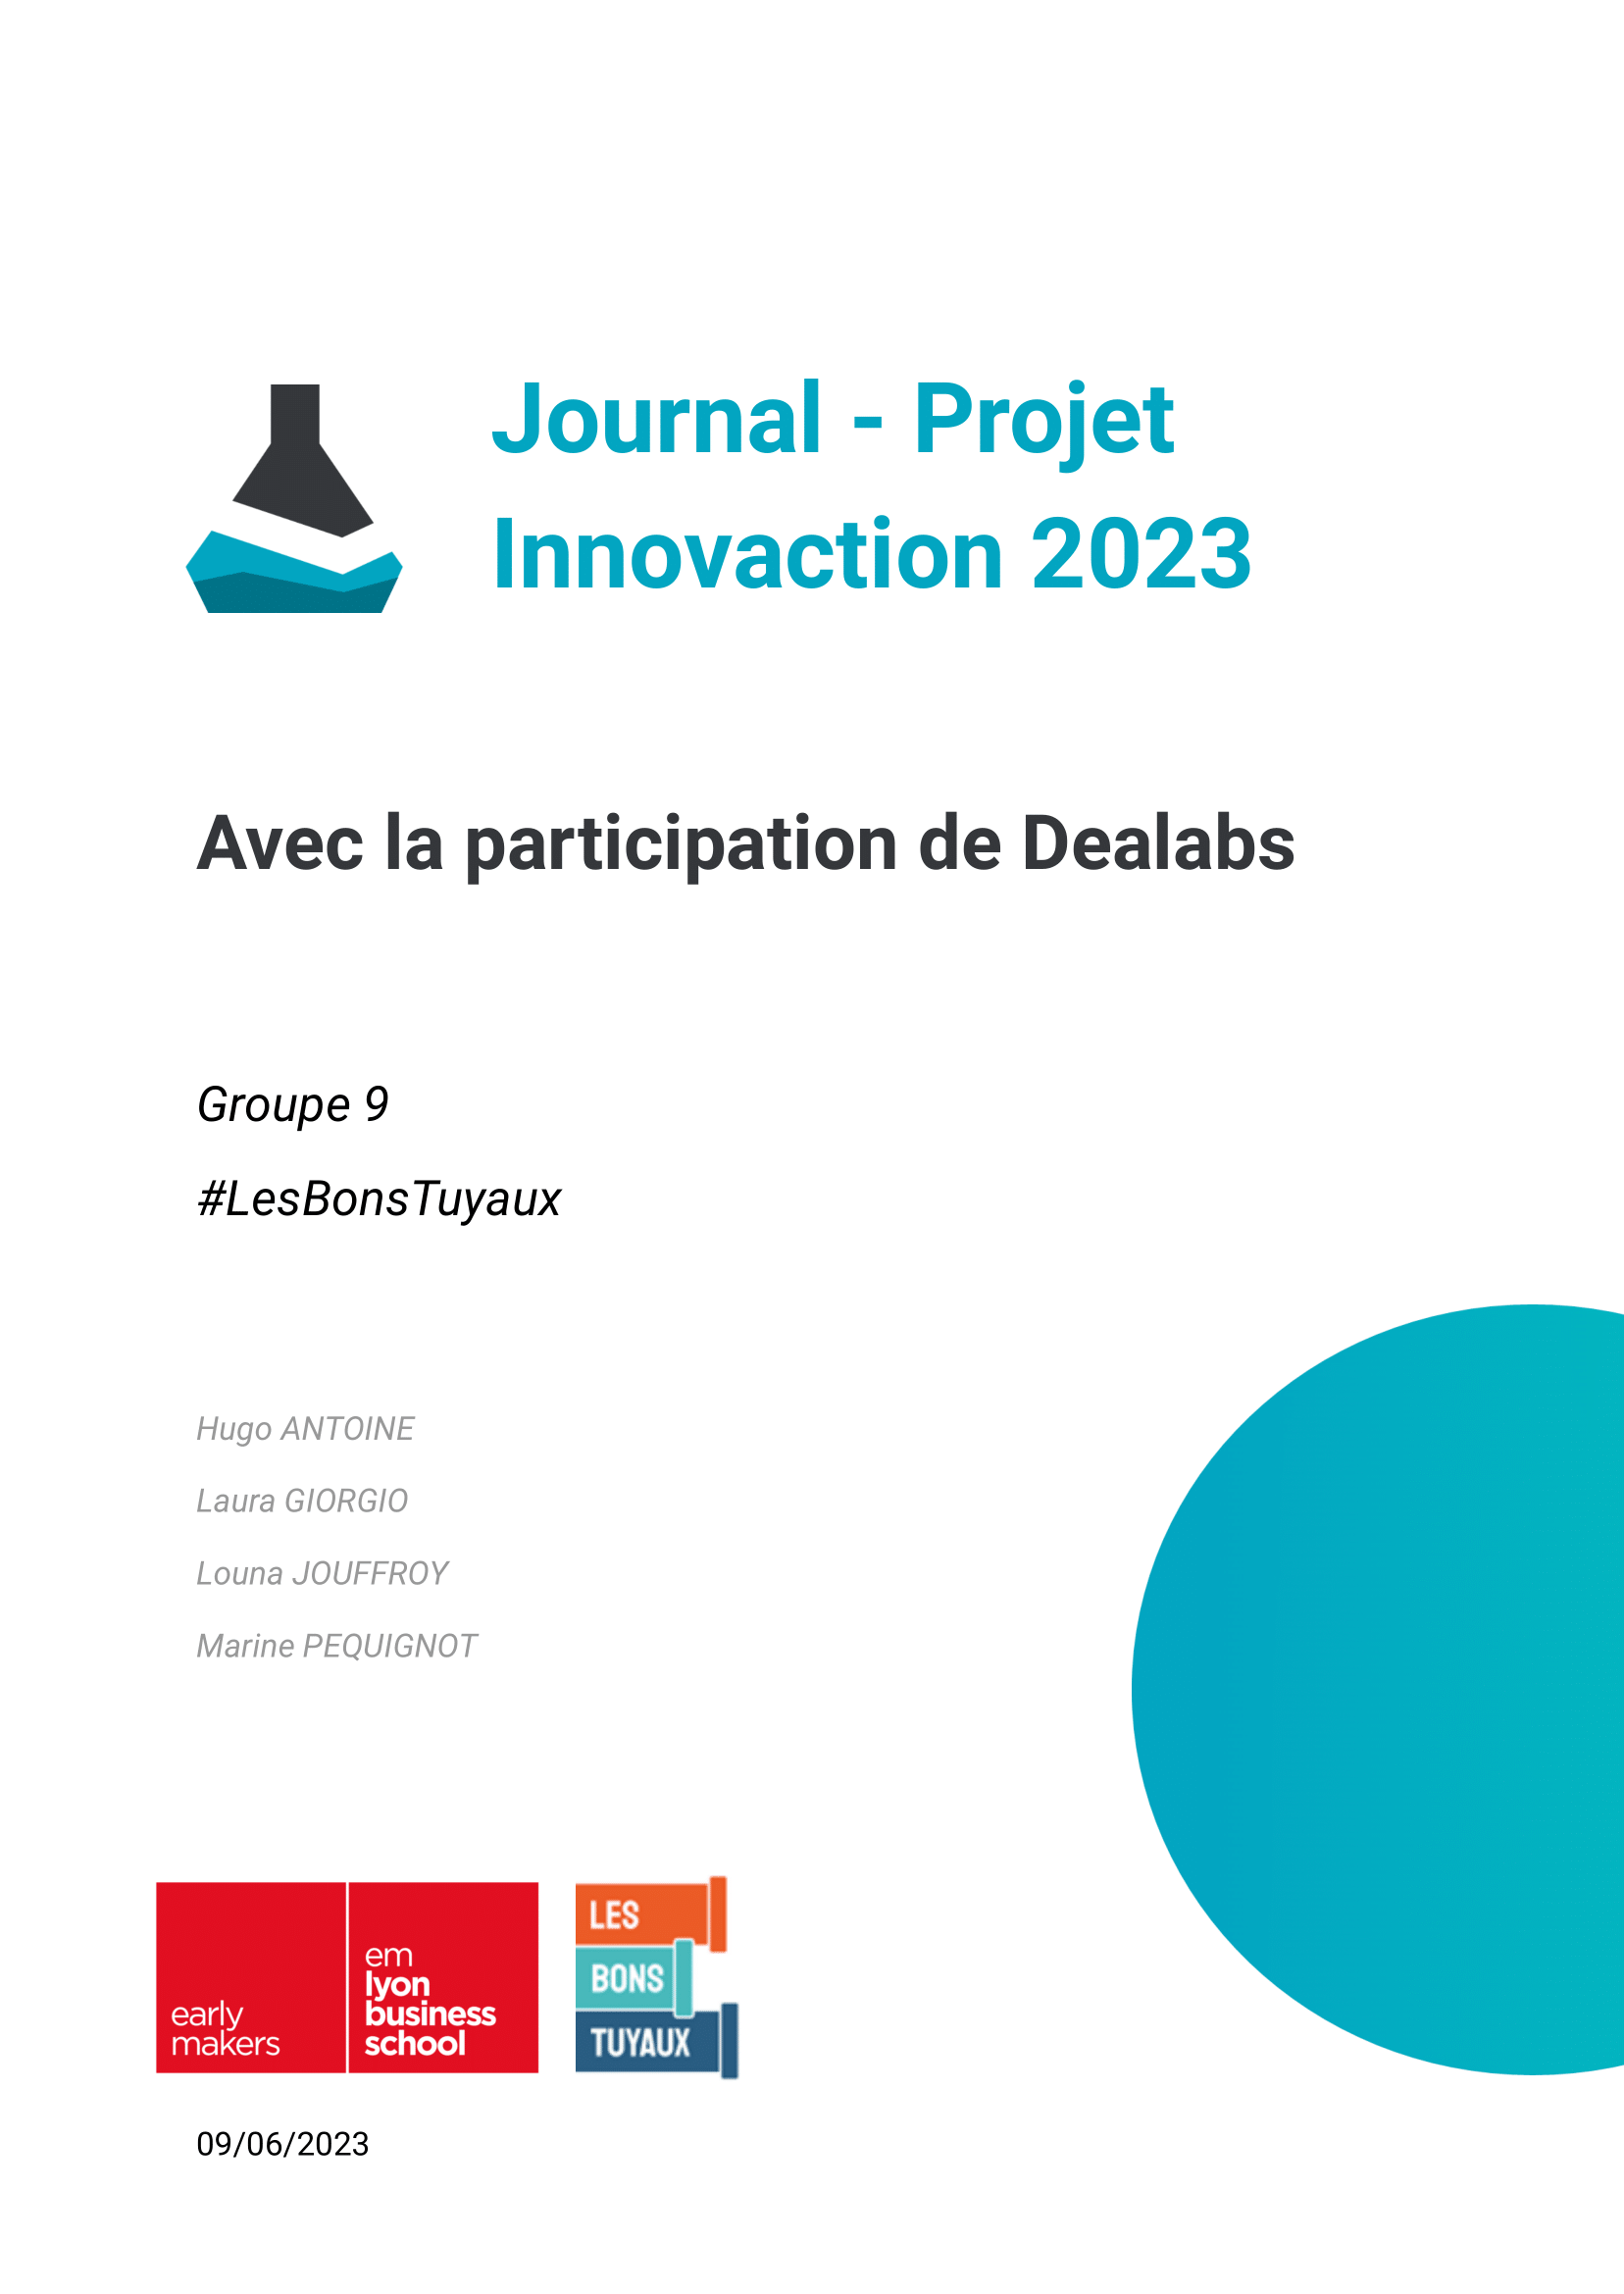 Journal - Projet
Innovaction 2023
Avec la participation de Dealabs
Groupe 9
#LesBonsTuyaux
Hugo ANTOINE
Laura GIORGIO
Louna JOUFFROY
Marine PEQUIGNOT
early
makers
em
lyon
business
school
LES
BONS
TUYAUX
09/06/2023